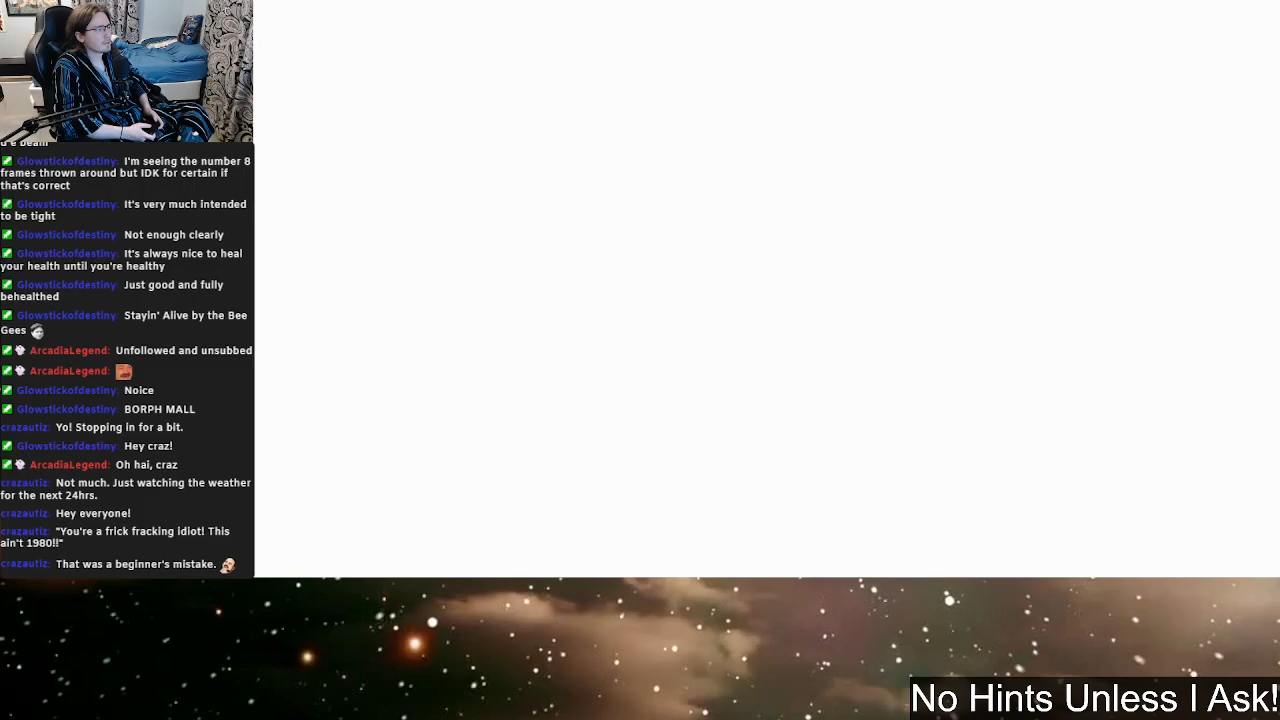 Glowstickofdestiny: I'm seeing the number 8
frames thrown around but IDK for certain if
that's correct
Glowstickofdestiny: It's very much intended
to be tight
Glowstickofdestiny: Not enough clearly
Glowstickofdestiny: It's always nice to heal
your health until you're healthy
Glowstickofdestiny: Just good and fully
behealthed
Glowstickofdestiny: Stayin' Alive by the Bee
Gees
ArcadiaLegend: Unfollowed and unsubbed
ArcadiaLegend:
Glowstickofdestiny: Noice
Glowstickofdestiny: BORPH MALL
crazautiz: Yo! Stopping in for a bit.
Glowstickofdestiny: Hey craz!
ArcadiaLegend: Oh hai, craz
crazautiz: Not much. Just watching the weather
for the next 24hrs.
crazautiz: Hey everyone!
crazautiz: "You're a frick fracking idiot! This
ain't 1980!!"
crazautiz: That was a beginner's mistake.
No Hints Unless I Ask!